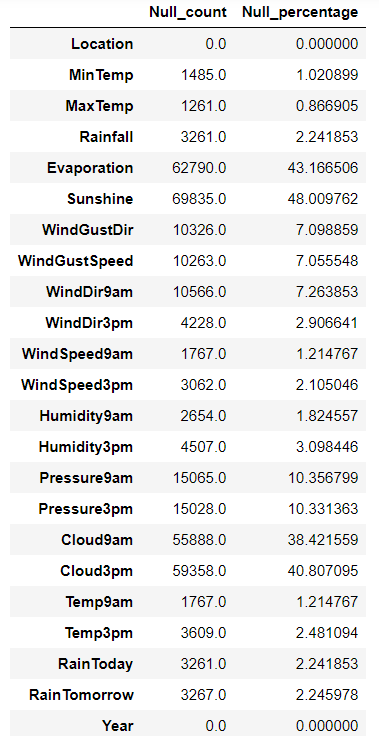 Null_count Null_percentage
Location 0.0 0.000000
MinTemp 1485.0 1.020899
MaxTemp 1261.0 0.866905
Rainfall 3261.0 2.241853
Evaporation 62790.0 43.166506
Sunshine 69835.0 48.009762
WindGustDir 10326.0 7.098859
WindGustSpeed 10263.0 7.055548
WindDir9am 10566.0 7.263853
WindDir3pm 4228.0 2.906641
WindSpeed9am 1767.0 1.214767
WindSpeed3pm 3062.0 2.105046
Humidity9am 2654.0 1.824557
Humidity3pm 4507.0 3.098446
Pressure9am 15065.0 10.356799
Pressure3pm 15028.0 10.331363
Cloud9am 55888.0 38.421559
Cloud3pm 59358.0 40.807095
Temp9am 1767.0 1.214767
Temp3pm 3609.0 2.481094
RainToday 3261.0 2.241853
RainTomorrow 3267.0 2.245978
Year 0.0 0.000000